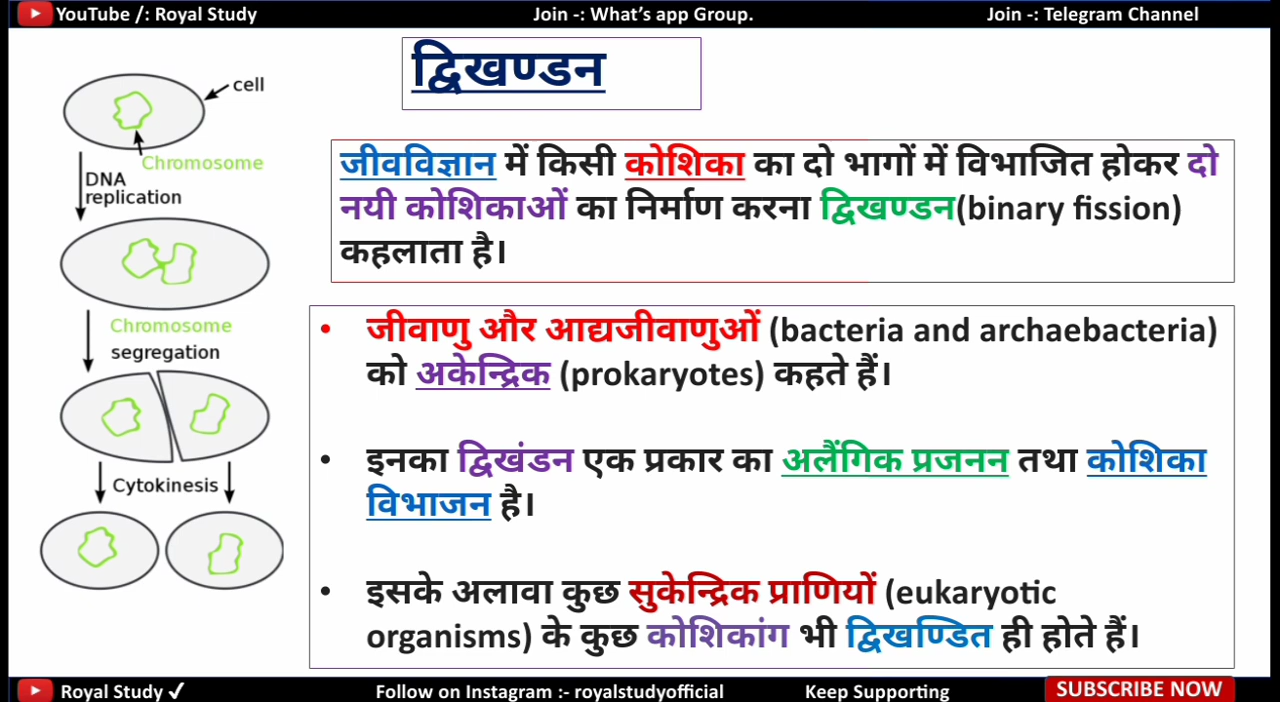 YouTube /: Royal Study Join -: What's app Group. Join -: Telegram Channel
द्विखण्डन
cell
Chromosome
DNA
replication
Chromosome
segregation
Cytokinesis
जीवविज्ञान में किसी कोशिका का दो भागों में विभाजित होकर दो
नयी कोशिकाओं का निर्माण करना द्विखण्डन(binary fission)
कहलाता है।
• जीवाणु और आद्यजीवाणुओं (bacteria and archaebacteria)
को अकेन्द्रिक (prokaryotes) कहते हैं।
• इनका द्विखंडन एक प्रकार का अलैंगिक प्रजनन तथा कोशिका
विभाजन है।
• इसके अलावा कुछ सुकेन्द्रिक प्राणियों (eukaryotic
organisms) के कुछ कोशिकांग भी द्विखण्डित ही होते हैं।
Royal Study ✓ Follow on Instagram :- royalstudyofficial Keep Supporting SUBSCRIBE NOW